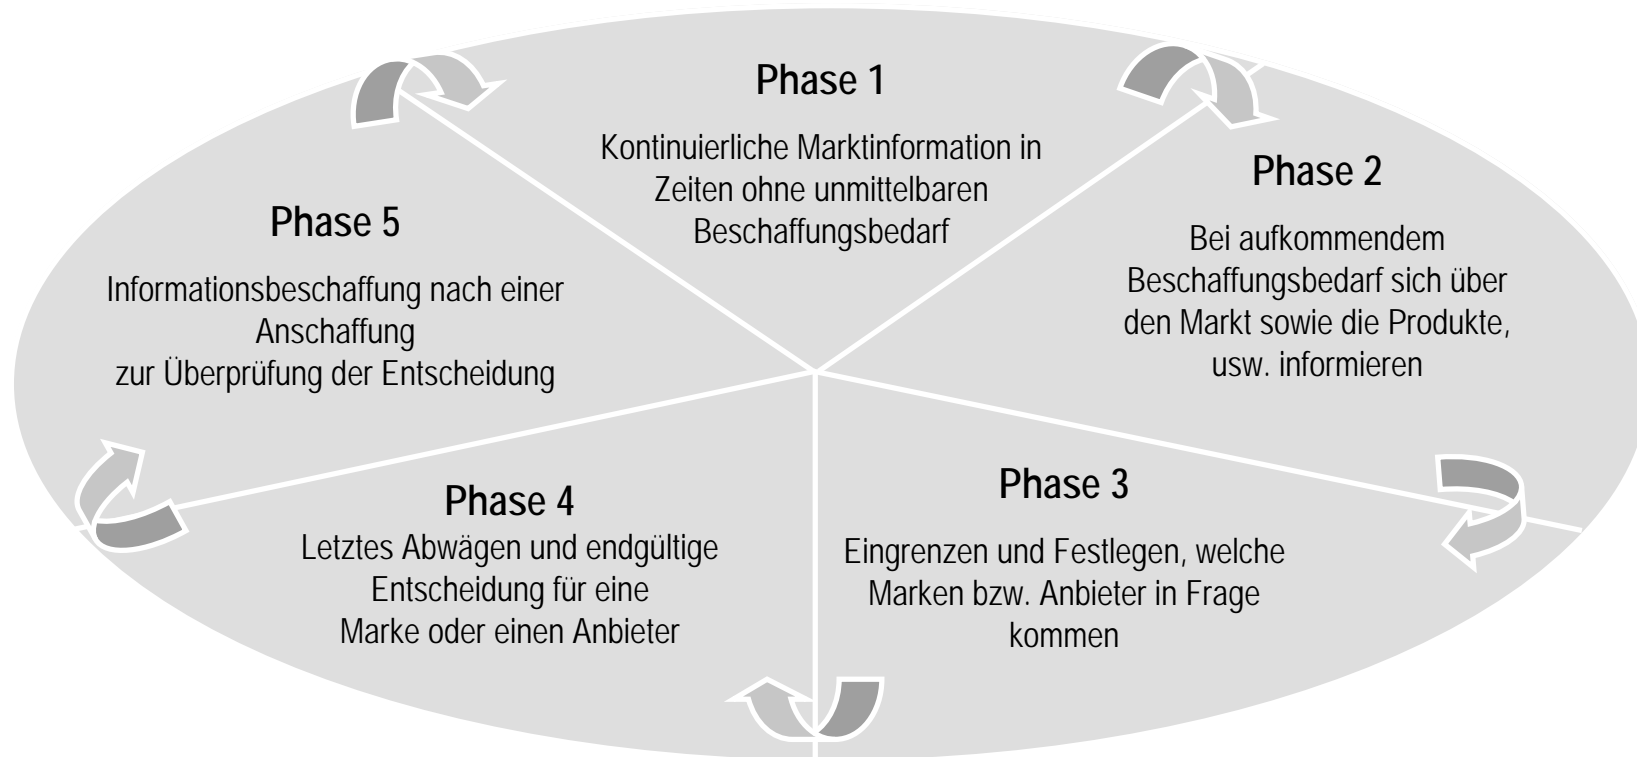 Phase 1
Kontinuierliche Marktinformation in
Zeiten ohne unmittelbaren
Beschaffungsbedarf
Phase 2
Bei aufkommendem
Beschaffungsbedarf sich über
den Markt sowie die Produkte,
usw. informieren
Phase 3
Eingrenzen und Festlegen, welche
Marken bzw. Anbieter in Frage
kommen
Phase 4
Letztes Abwägen und endgültige
Entscheidung für eine
Marke oder einen Anbieter
Phase 5
Informationsbeschaffung nach einer
Anschaffung
zur Überprüfung der Entscheidung